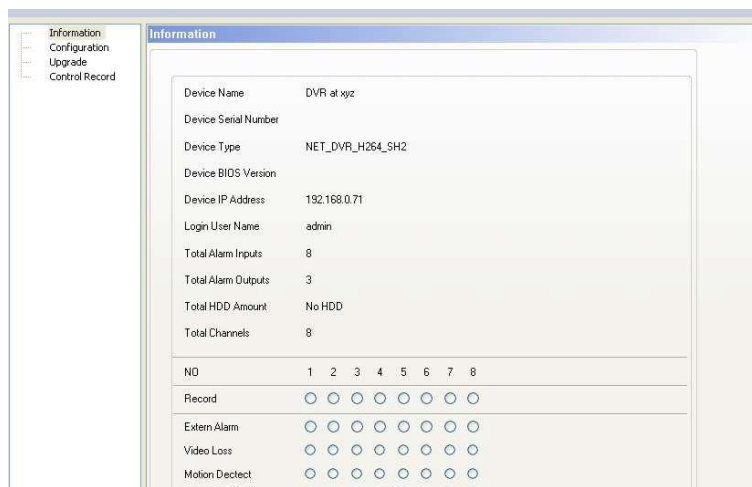 Information
Configuration
Upgrade
Control Record
Information
Device Name DVR at xyz
Device Serial Number
Device Type NET_DVR_H264_SH2
Device BIOS Version
Device IP Address 192.168.0.71
Login User Name admin
Total Alarm Inputs 8
Total Alarm Outputs 3
Total HDD Amount No HDD
Total Channels 8
NO 1 2 3 4 5 6 7 8
Record
Extern Alarm
Video Loss
Motion Dectect